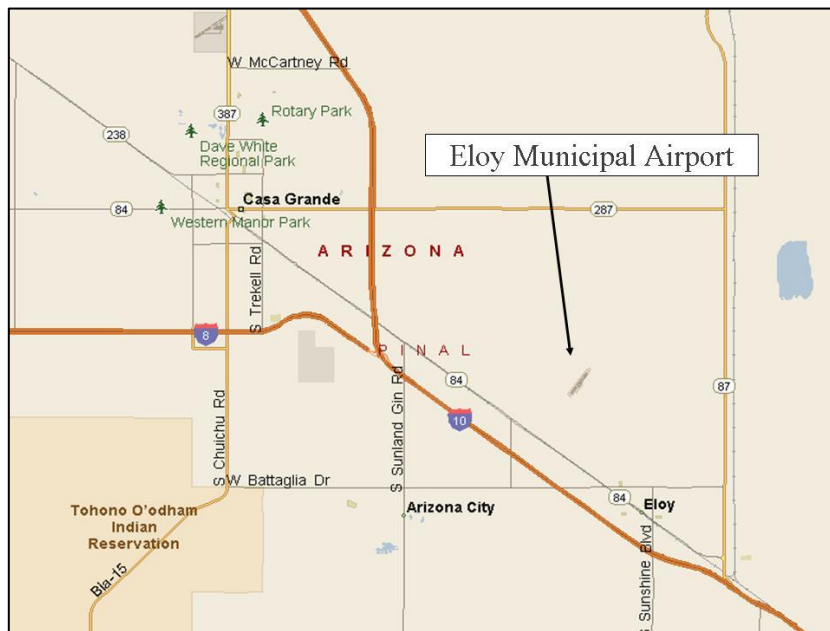 W McCartney Rd
387
Rotary Park
238
Dave White
Regional Park
Eloy Municipal Airport
84
Casa Grande
287
Western Manor Park
ARIZONA
S Trekell Rd
8
PINAL
84
87
S Sunland Gin Rd
10
S Chuichu Rd
W Battaglia Dr
84
Eloy
Arizona City
Tohono O'odham
Indian
Reservation
S Sunshine Blvd
Bia-15